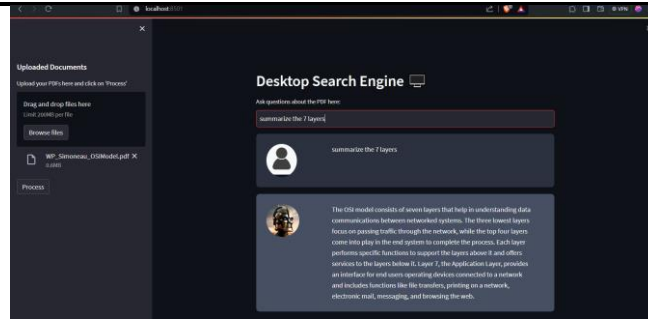 localhost:8501
Uploaded Documents
Upload your PDFs here and click on 'Process'
Drag and drop files here
Limit 200MB per file
Browse files
WP_Simoneau_OSIModel.pdf
0.6MB
Process
Desktop Search Engine
Ask questions about the PDF here:
summarize the 7 layers
summarize the 7 layers
The OSI model consists of seven layers that help in understanding data
communications between networked systems. The three lowest layers
focus on passing traffic through the network, while the top four layers
come into play in the end system to complete the process. Each layer
performs specific functions to support the layers above it and offers
services to the layers below it. Layer 7, the Application Layer, provides
an interface for end users operating devices connected to a network
and includes functions like file transfers, printing on a network,
electronic mail, messaging, and browsing the web.